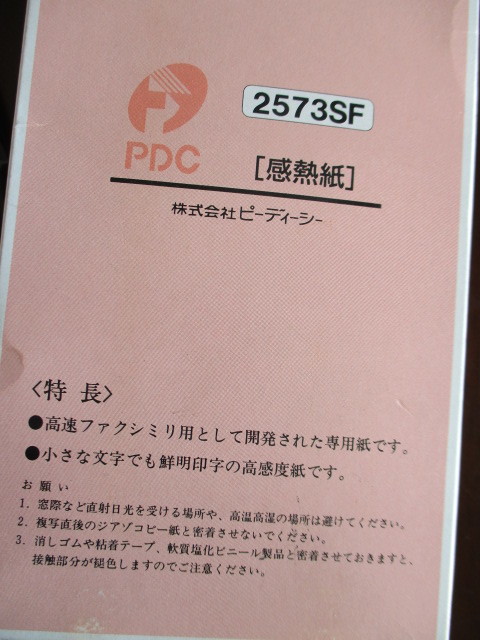 2573SF
PDC
[感熱紙]
株式会社ピーディーシー
〈特 長〉
●高速ファクシミリ用として開発された専用紙です。
●小さな文字でも鮮明印字の高感度紙です。
お 願 い
1．窓際など直射日光を受ける場所や、高温高湿の場所は避けてください。
2．複写直後のジアゾコピー紙と密着させないでください。
3．消しゴムや粘着テープ、軟質塩化ビニール製品と密着させておきますと、
接触部分が褪色しますのでご注意ください。